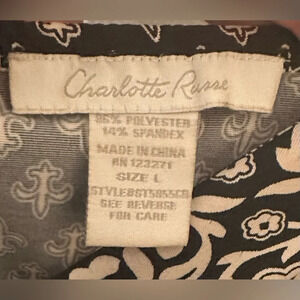 Charlotte Russe
86% POLYESTER
14% SPANDEX
MADE IN CHINA
RN 123271
SIZE L
SEE REVERSE
FOR CARE